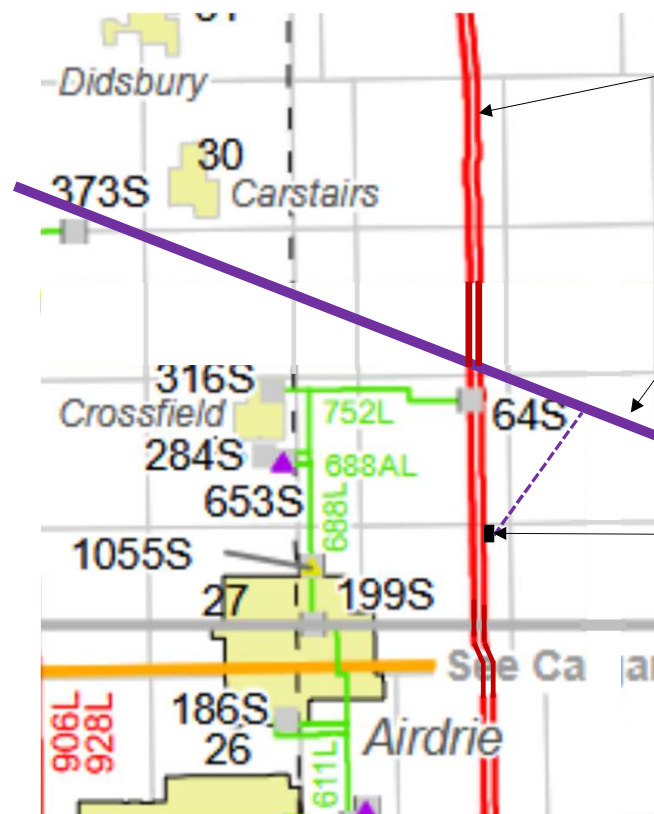 Didsbury
30
373S
Carstairs
316S
Crossfield
752L
64S
284S
688AL
653S
688L
1055S
27
199S
See Ca
906L
928L
186S
26
Airdrie
611L